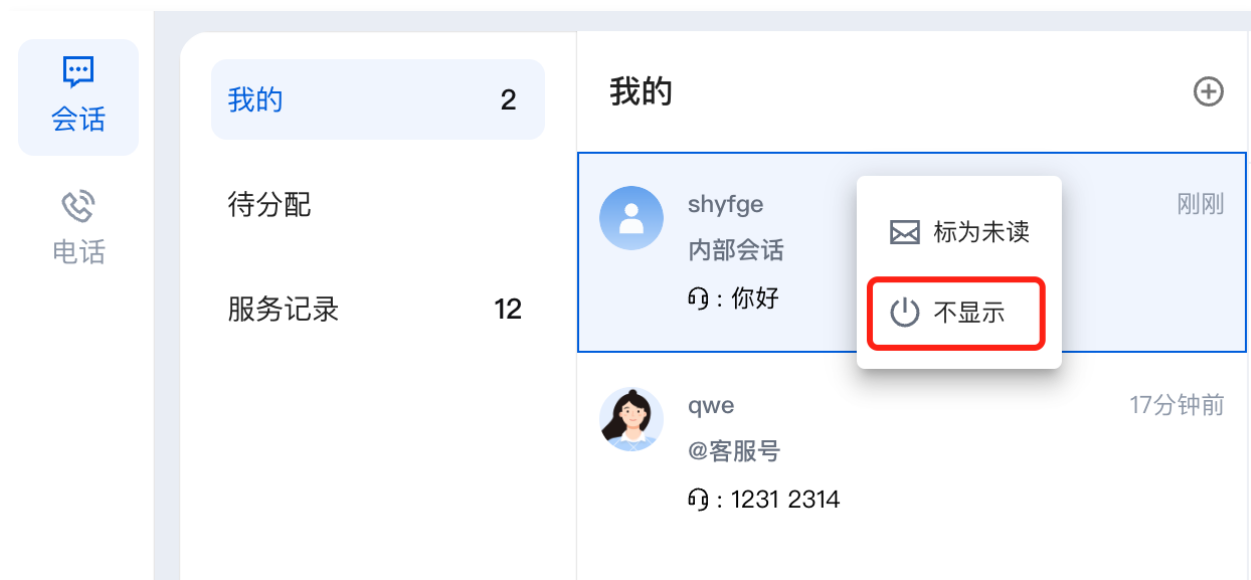 会话
电话
我的 2
待分配
服务记录 12
我的
shyfge 刚刚
内部会话
: 你好
标为未读
不显示
qwe 17分钟前
@客服号
: 1231 2314